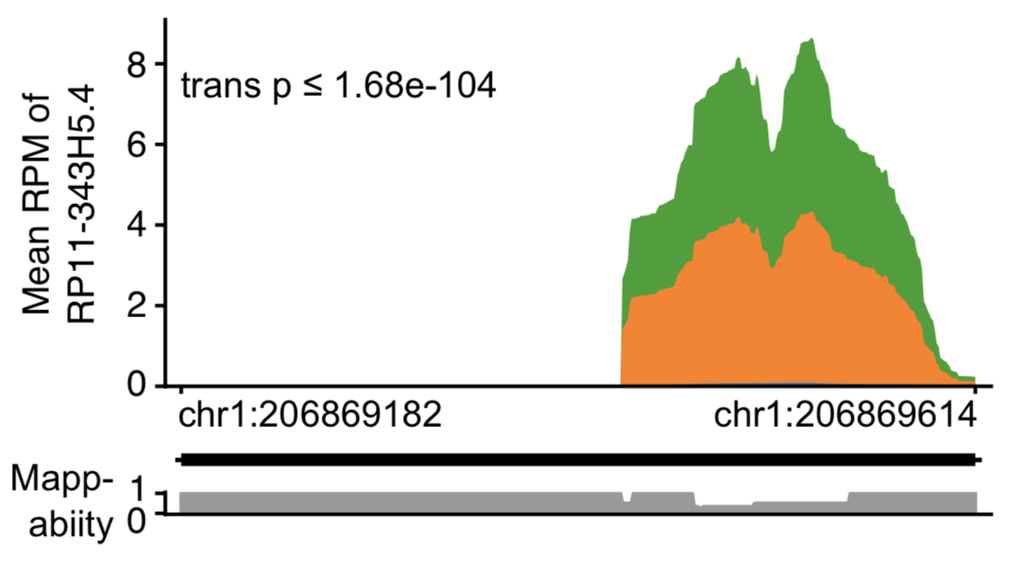 Mean RPM of
RP11-343H5.4
8
6
4
2
0
trans p ≤ 1.68e-104
chr1:206869182
chr1:206869614
Mapp-
abiity
1
0